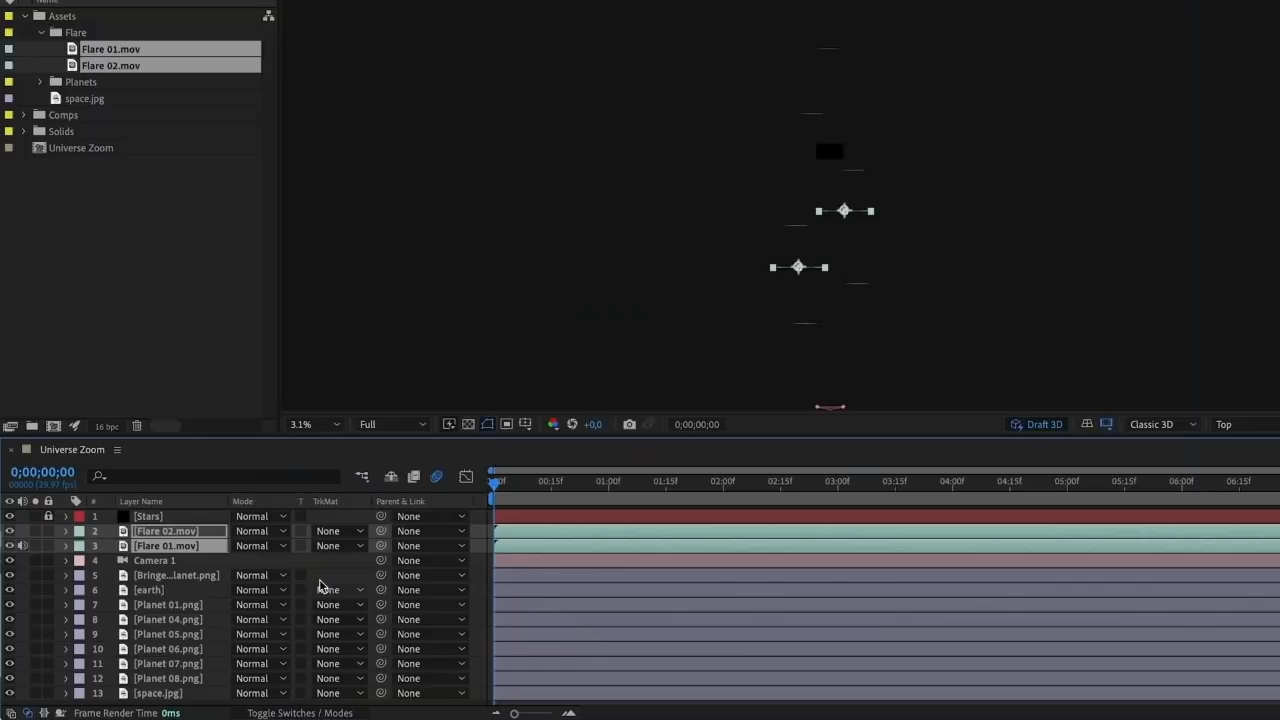 Name
Assets
Flare
Flare 01.mov
Flare 02.mov
Planets
space.jpg
Comps
Solids
Universe Zoom
16 bpc
3.1%
Full
+0,0
0;00;00;00
Draft 3D
Classic 3D
Top
Universe Zoom
0;00;00;00
00000 (29.97 fps)
:00f 00:15f 01:00f 01:15f 02:00f 02:15f 03:00f 03:15f 04:00f 04:15f 05:00f 05:15f 06:00f 06:15f
# Layer Name Mode T TrkMat Parent & Link
1 [Stars] Normal None
2 [Flare 02.mov] Normal None None
3 [Flare 01.mov] Normal None None
4 Camera 1 None
5 [Bringe...lanet.png] Normal None
6 [earth] Normal None None
7 [Planet 01.png] Normal None None
8 [Planet 04.png] Normal None None
9 [Planet 05.png] Normal None None
10 [Planet 06.png] Normal None None
11 [Planet 07.png] Normal None None
12 [Planet 08.png] Normal None None
13 [space.jpg] Normal None None
Frame Render Time 0ms
Toggle Switches / Modes